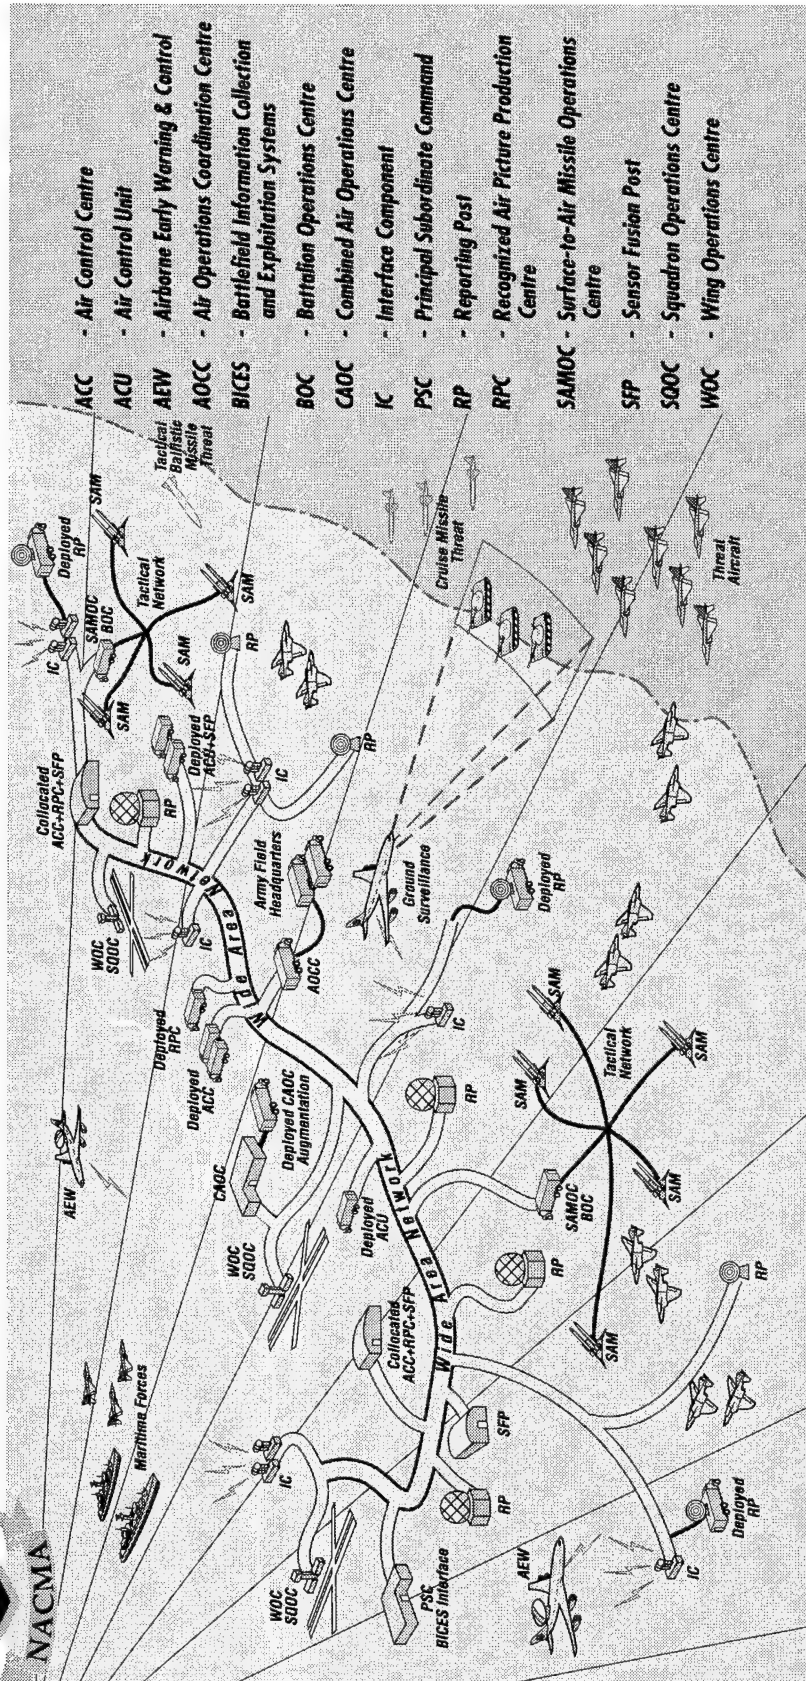 NACMA
Maritime Forces
AEW
WOC
SQOC
Collocated
ACC+RPC+SFP
IC
Deployed
RP
SAMOC
BOC
SAM
SAM
Tactical
Network
SAM
SAM
Tactical
Ballistic
Missile
Threat
RP
Deployed
ACU+SFP
RP
IC
RP
IC
Wide Area Network
Deployed
RPC
Deployed
ACC
AOCC
Army Field
Headquarters
Ground
Surveillance
Cruise Missile
Threat
Threat
Aircraft
CAOC
Deployed CAOC
Augmentation
WOC
SQOC
Deployed
ACU
RP
IC
Deployed
RP
Wide Area Network
IC
WOC
SQOC
PSC
BICES Interface
Collocated
ACC+RPC+SFP
RP
SFP
RP
SAMOC
BOC
SAM
SAM
Tactical
Network
SAM
SAM
SAM
RP
AEW
IC
Deployed
RP
ACC - Air Control Centre
ACU - Air Control Unit
AEW - Airborne Early Warning & Control
AOCC - Air Operations Coordination Centre
BICES - Battlefield Information Collection
and Exploitation Systems
BOC - Battalion Operations Centre
CAOC - Combined Air Operations Centre
IC - Interface Component
PSC - Principal Subordinate Command
RP - Reporting Post
RPC - Recognized Air Picture Production
Centre
SAMOC - Surface-to-Air Missile Operations
Centre
SFP - Sensor Fusion Post
SQOC - Squadron Operations Centre
WOC - Wing Operations Centre